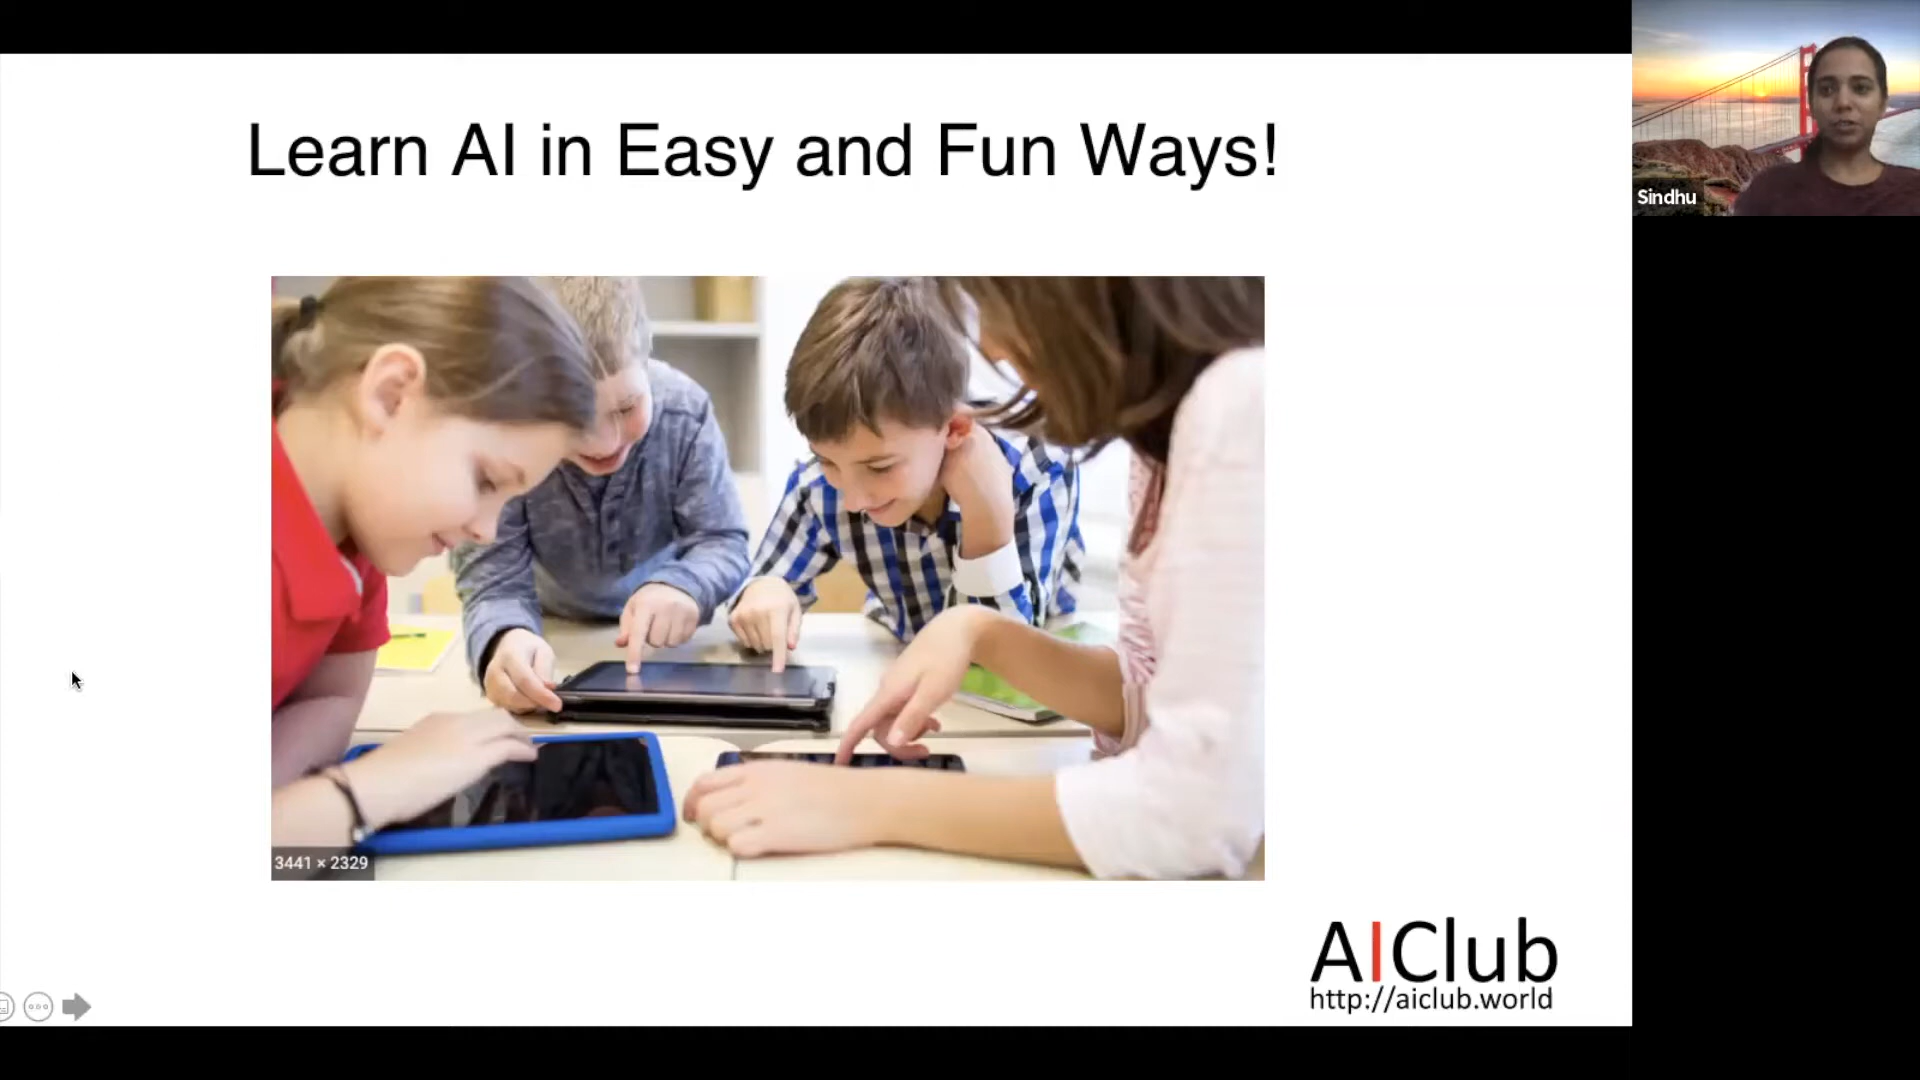 Learn AI in Easy and Fun Ways!
Sindhu
3441 × 2329
AIClub
http://aiclub.world